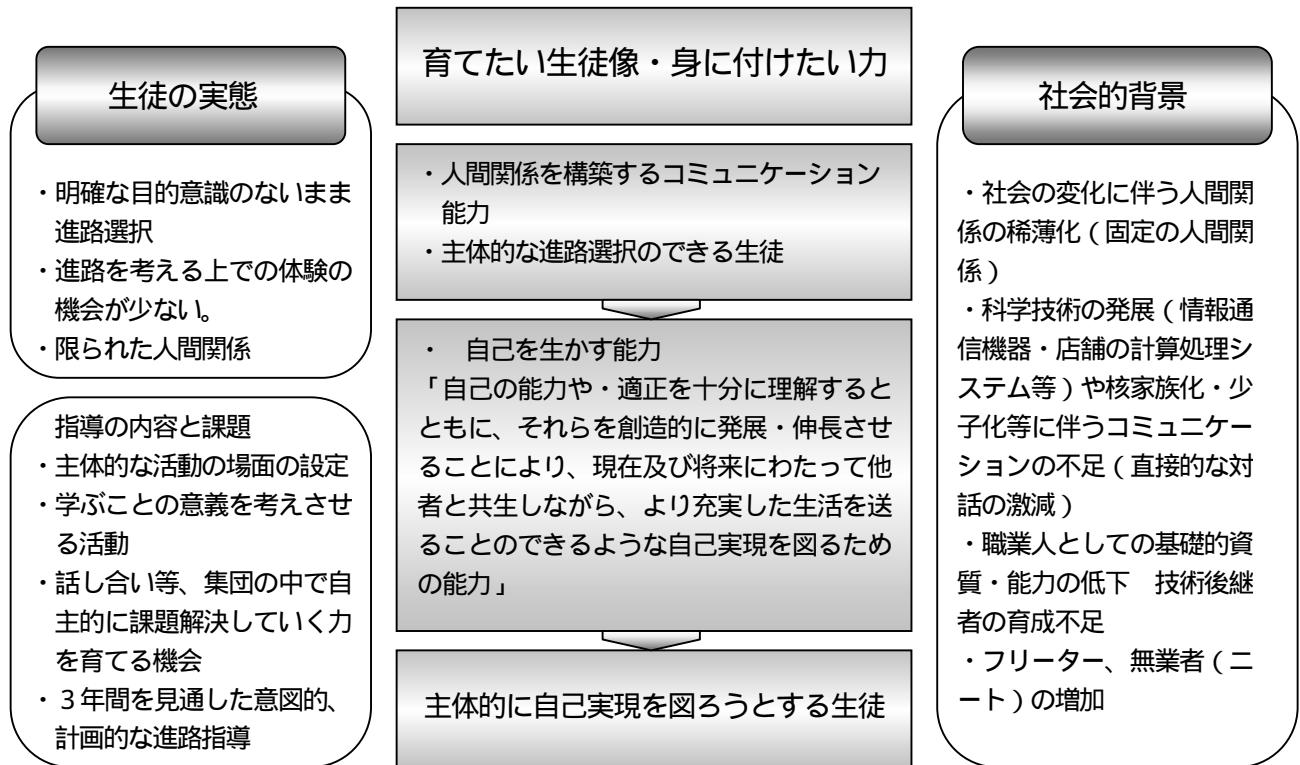 生徒の実態
・明確な目的意識のないまま
進路選択
・進路を考える上での体験の
機会が少ない。
・限られた人間関係
指導の内容と課題
・主体的な活動の場面の設定
・学ぶことの意義を考えさせ
る活動
・話し合い等、集団の中で自
主的に課題解決していく力
を育てる機会
・３年間を見通した意図的、
計画的な進路指導
育てたい生徒像・身に付けたい力
・人間関係を構築するコミュニケーション
能力
・主体的な進路選択のできる生徒
・　自己を生かす能力
「自己の能力や・適正を十分に理解すると
ともに、それらを創造的に発展・伸長させ
ることにより、現在及び将来にわたって他
者と共生しながら、より充実した生活を送
ることのできるような自己実現を図るため
の能力」
主体的に自己実現を図ろうとする生徒
社会的背景
・社会の変化に伴う人間関
係の稀薄化（固定の人間関
係）
・科学技術の発展（情報通
信機器・店舗の計算処理シ
ステム等）や核家族化・少
子化等に伴うコミュニケー
ションの不足（直接的な対
話の激減）
・職業人としての基礎的資
質・能力の低下　技術後継
者の育成不足
・フリーター、無業者（ニ
ート）の増加